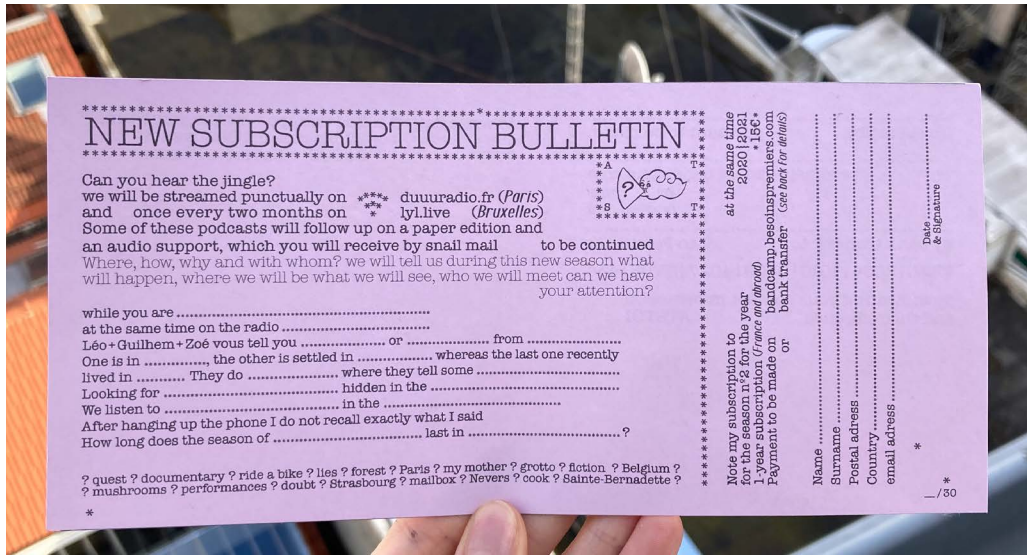 NEW SUBSCRIPTION BULLETIN
*A T*
?
*S T*
Can you hear the jingle?
we will be streamed punctually on duuuradio.fr (Paris)
and once every two months on lyl.live (Bruxelles)
Some of these podcasts will follow up on a paper edition and
an audio support, which you will receive by snail mail to be continued
Where, how, why and with whom? we will tell us during this new season what
will happen, where we will be what we will see, who we will meet can we have
your attention?
while you are ..............................
at the same time on the radio ..............................
Léo+Guilhem+Zoé vous tell you .................... or .................... from ....................
One is in ..........., the other is settled in .................. whereas the last one recently
lived in .......... They do .................... where they tell some ..............................
Looking for .............................. hidden in the ..............................
We listen to .............................. in the ..............................
After hanging up the phone I do not recall exactly what I said
How long does the season of .............................. last in ..............................?
? quest ? documentary ? ride a bike ? lies ? forest ? Paris ? my mother ? grotto ? fiction ? Belgium ?
? mushrooms ? performances ? doubt ? Strasbourg ? mailbox ? Nevers ? cook ? Sainte-Bernadette ?
*
Note my subscription to at the same time
for the season n°2 for the year 2020|2021
1-year subscription (France and abroad) *15€*
Payment to be made on bandcamp.besoinspremiers.com
or bank transfer (see back for details)
Name ..............................
Surname ..............................
Postal adress ..............................
Country ..............................
email adress ..............................
Date ....................
& Signature
*
*
__/30